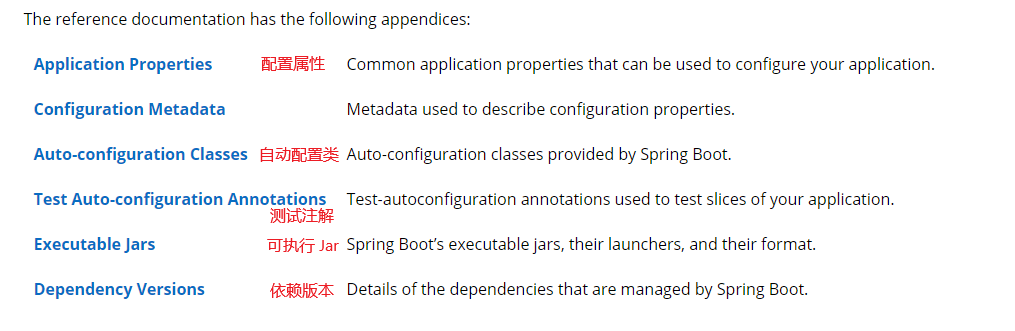 The reference documentation has the following appendices:
Application Properties 配置属性 Common application properties that can be used to configure your application.
Configuration Metadata Metadata used to describe configuration properties.
Auto-configuration Classes 自动配置类 Auto-configuration classes provided by Spring Boot.
Test Auto-configuration Annotations Test-autoconfiguration annotations used to test slices of your application.
测试注解
Executable Jars 可执行 Jar Spring Boot’s executable jars, their launchers, and their format.
Dependency Versions 依赖版本 Details of the dependencies that are managed by Spring Boot.